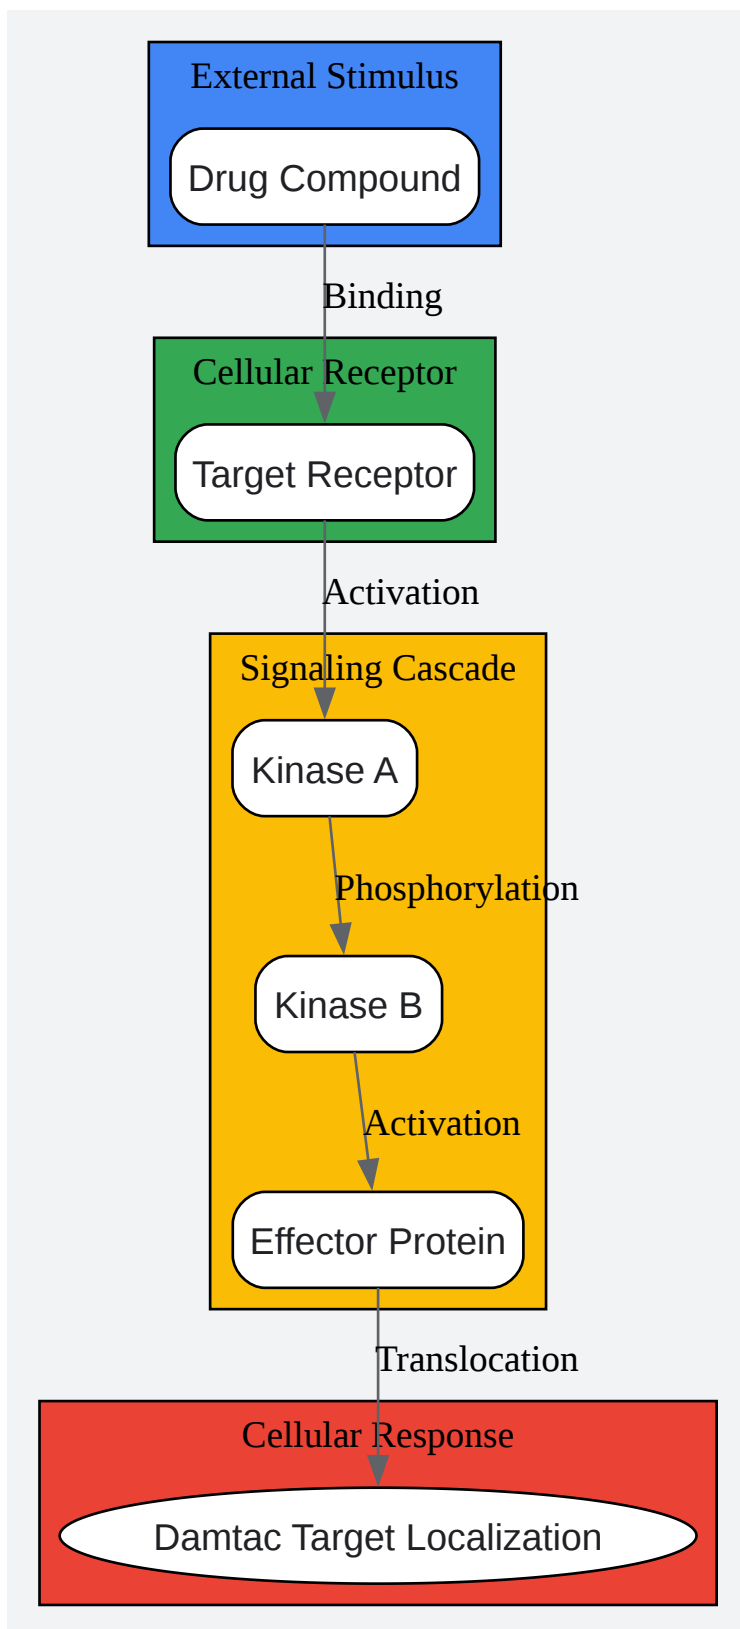 External Stimulus
Drug Compound
Binding
Cellular Receptor
Target Receptor
Activation
Signaling Cascade
Kinase A
Phosphorylation
Kinase B
Activation
Effector Protein
Translocation
Cellular Response
Damtac Target Localization